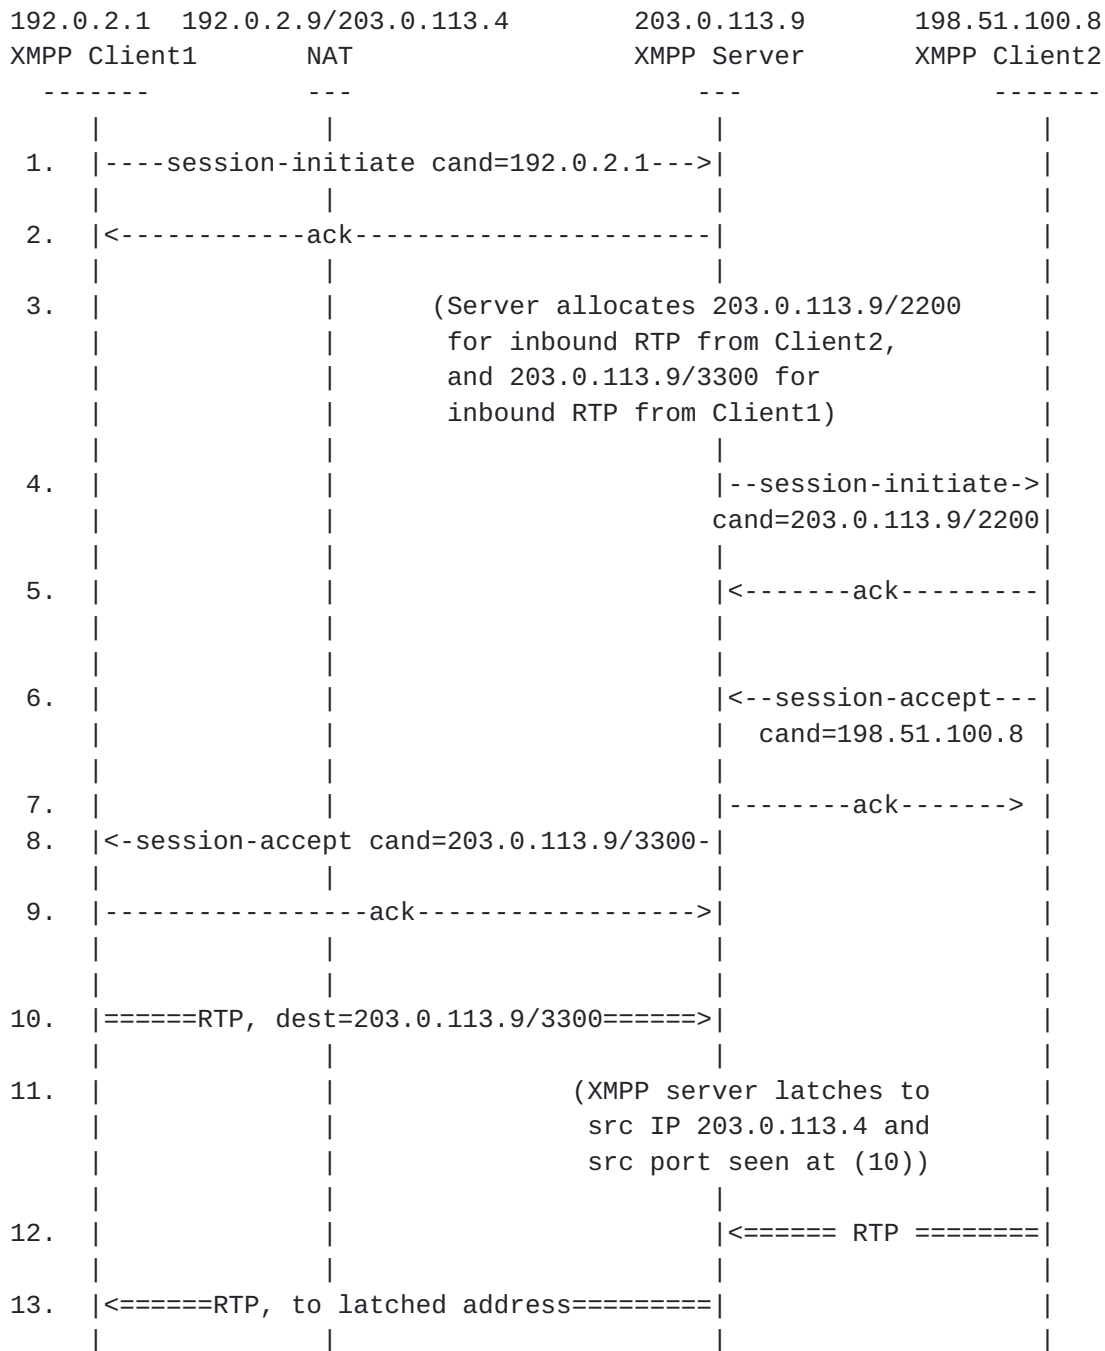 192.0.2.1  192.0.2.9/203.0.113.4        203.0.113.9       198.51.100.8
XMPP Client1       NAT                  XMPP Server       XMPP Client2
  -------          ---                      ---                -------
     |              |                        |                    |
 1.  |----session-initiate cand=192.0.2.1--->|                    |
     |              |                        |                    |
 2.  |<------------ack-----------------------|                    |
     |              |                        |                    |
 3.  |              |      (Server allocates 203.0.113.9/2200     |
     |              |       for inbound RTP from Client2,         |
     |              |       and 203.0.113.9/3300 for              |
     |              |       inbound RTP from Client1)             |
     |              |                        |                    |
 4.  |              |                        |--session-initiate->|
     |              |                        cand=203.0.113.9/2200|
     |              |                        |                    |
 5.  |              |                        |<-------ack---------|
     |              |                        |                    |
     |              |                        |                    |
 6.  |              |                        |<--session-accept---|
     |              |                        |  cand=198.51.100.8 |
     |              |                        |                    |
 7.  |              |                        |--------ack-------> |
 8.  |<-session-accept cand=203.0.113.9/3300-|                    |
     |              |                        |                    |
 9.  |-----------------ack------------------>|                    |
     |              |                        |                    |
     |              |                        |                    |
10.  |======RTP, dest=203.0.113.9/3300======>|                    |
     |              |                        |                    |
11.  |              |               (XMPP server latches to       |
     |              |                src IP 203.0.113.4 and       |
     |              |                src port seen at (10))       |
     |              |                        |                    |
12.  |              |                        |<====== RTP ========|
     |              |                        |                    |
13.  |<======RTP, to latched address=========|                    |
     |              |                        |                    |